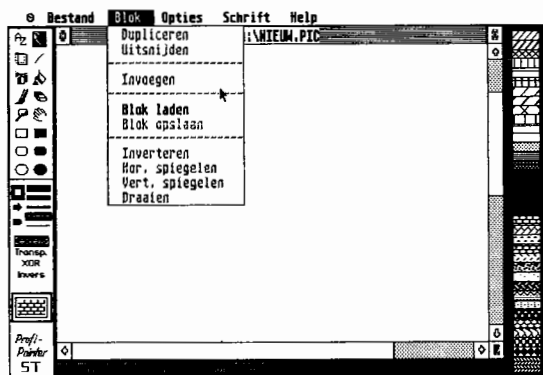 Bestand Blok Opties Schrift Help
:\NIEUW.PIC
Dupliceren
Uitsnijden
Invoegen
Blok laden
Blok opslaan
Inverteren
Hor. spiegelen
Vert. spiegelen
Draaien
AZ
Transp.
XOR
Invers
Profi-
Painter
ST